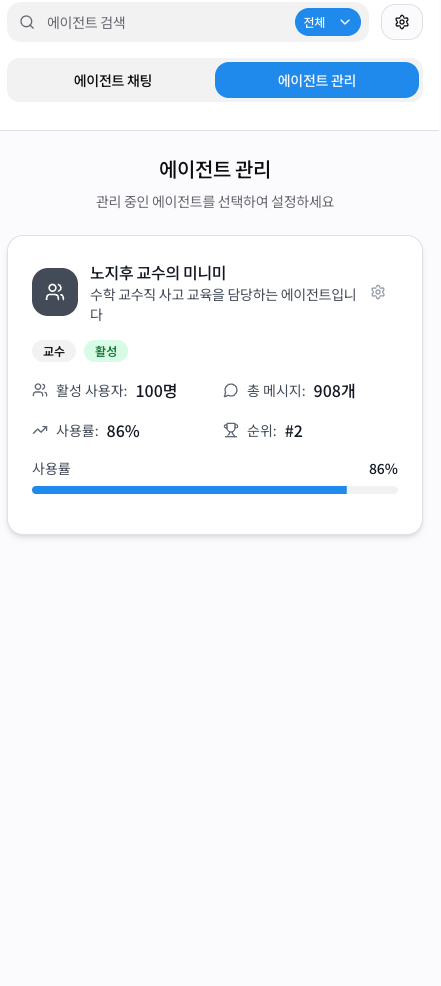 에이전트 검색
전체
에이전트 채팅
에이전트 관리
에이전트 관리
관리 중인 에이전트를 선택하여 설정하세요
노지후 교수의 미니미
수학 교수직 사고 교육을 담당하는 에이전트입니
다
교수
활성
활성 사용자: 100명
총 메시지: 908개
사용률: 86%
순위: #2
사용률
86%